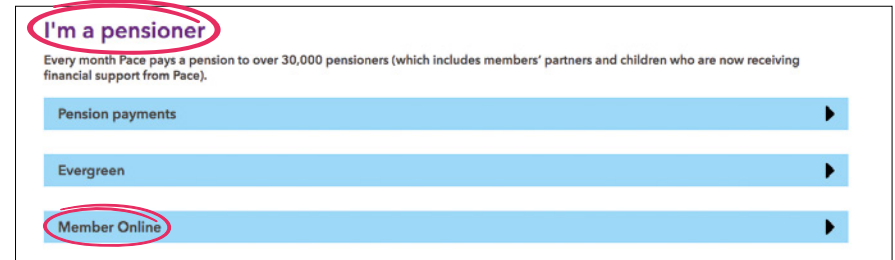 I'm a pensioner
Every month Pace pays a pension to over 30,000 pensioners (which includes members' partners and children who are now receiving
financial support from Pace).
Pension payments
Evergreen
Member Online